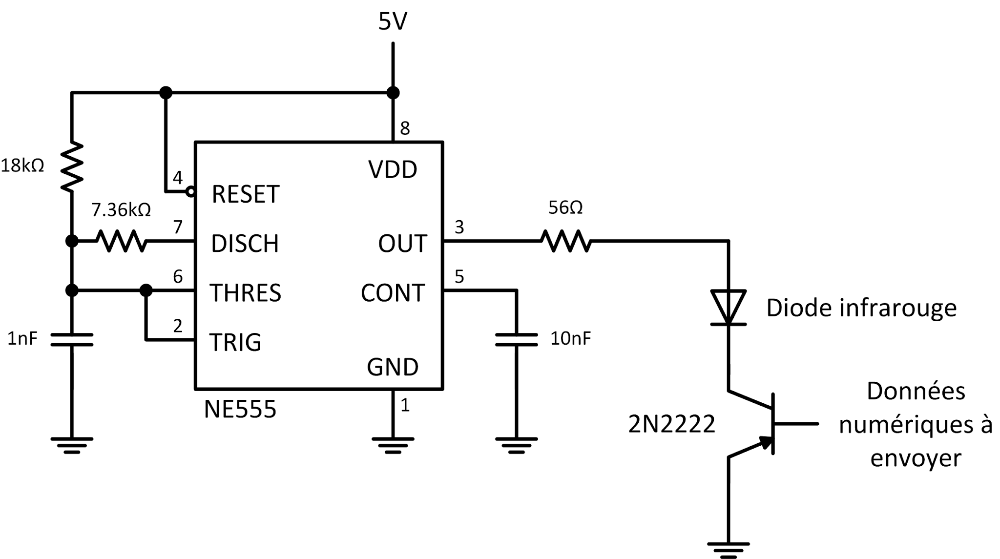 5V
8
VDD
18kΩ
4
RESET
7.36kΩ
7
DISCH
OUT
3
56Ω
6
THRES
CONT
5
Diode infrarouge
1nF
2
TRIG
10nF
GND
NE555
1
2N2222
Données
numériques à
envoyer